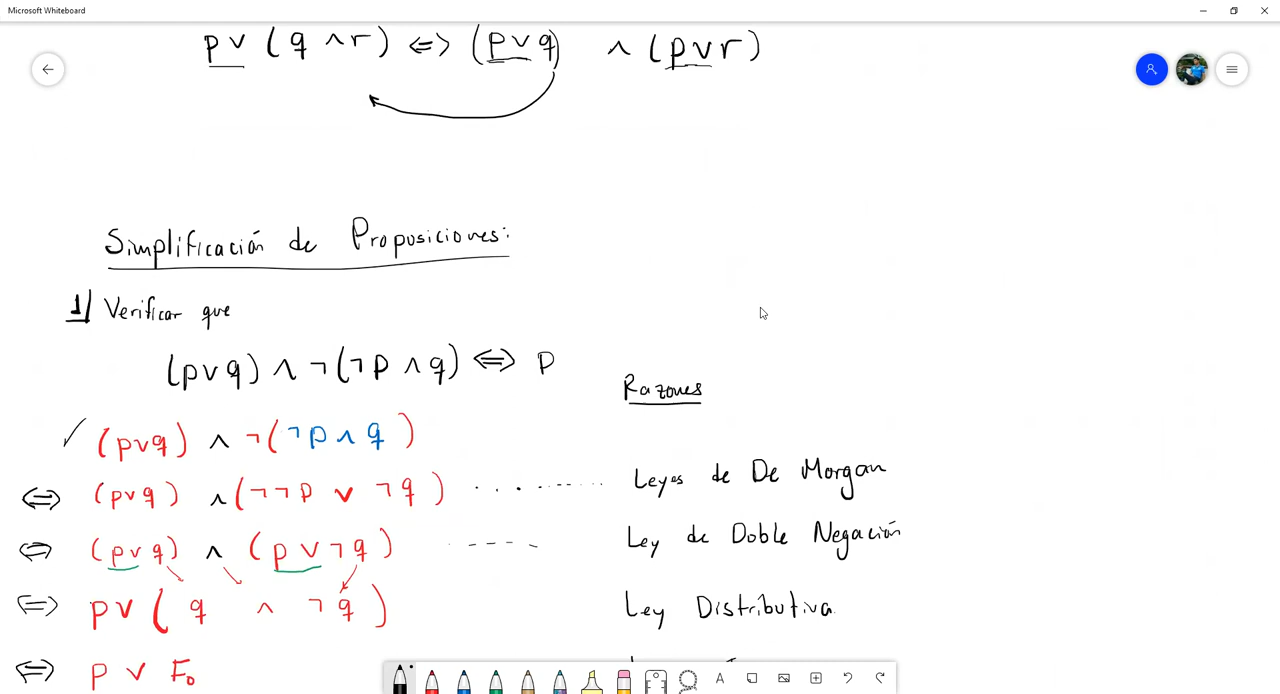 Microsoft Whiteboard
p ∨ (q ∧ r) ⇔ (p ∨ q) ∧ (p ∨ r)
Simplificación de Proposiciones:
1/ Verificar que
(p ∨ q) ∧ ¬(¬p ∧ q) ⇔ p
Razones
✓ (p ∨ q) ∧ ¬(¬p ∧ q)
⇔ (p ∨ q) ∧ (¬¬p ∨ ¬q) Leyes de De Morgan
⇔ (p ∨ q) ∧ (p ∨ ¬q) Ley de Doble Negación
⇔ p ∨ (q ∧ ¬q) Ley Distributiva
⇔ p ∨ F₀